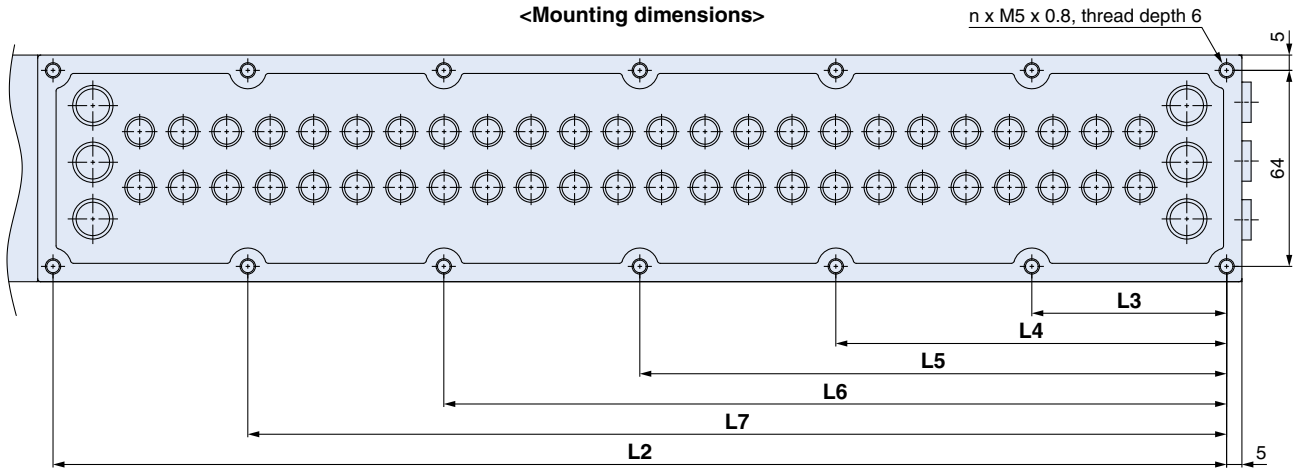 <Mounting dimensions>
n x M5 x 0.8, thread depth 6
5
64
L3
L4
L5
L6
L7
L2
5